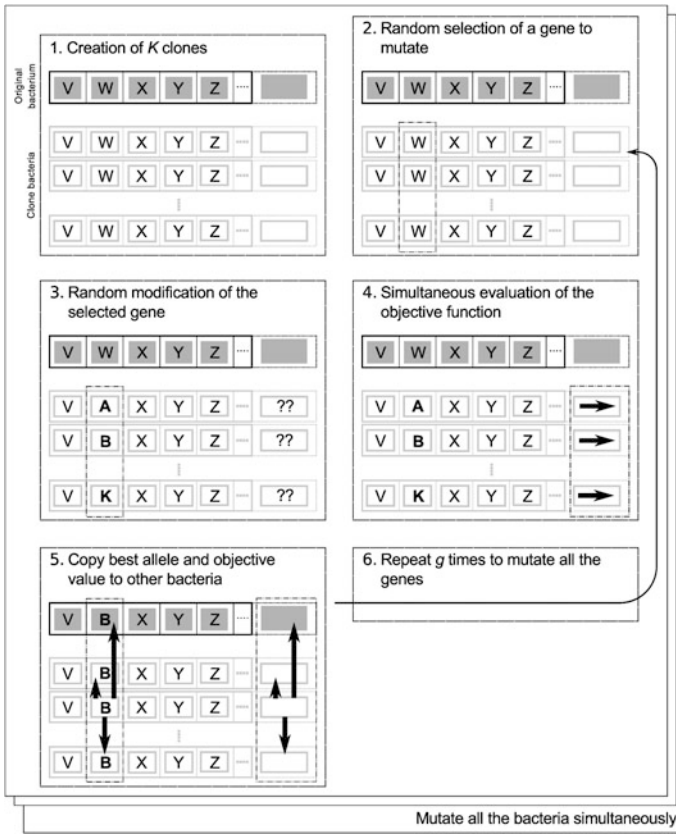 1. Creation of K clones
Original
bacterium
V W X Y Z ....
Clone bacteria
V W X Y Z ....
V W X Y Z ....
V W X Y Z ....
2. Random selection of a gene to
mutate
V W X Y Z ....
V W X Y Z ....
V W X Y Z ....
V W X Y Z ....
3. Random modification of the
selected gene
V W X Y Z ....
V A X Y Z .... ??
V B X Y Z .... ??
V K X Y Z .... ??
4. Simultaneous evaluation of the
objective function
V W X Y Z ....
V A X Y Z ....
V B X Y Z ....
V K X Y Z ....
5. Copy best allele and objective
value to other bacteria
V B X Y Z ....
V B X Y Z ....
V B X Y Z ....
V B X Y Z ....
6. Repeat g times to mutate all the
genes
Mutate all the bacteria simultaneously